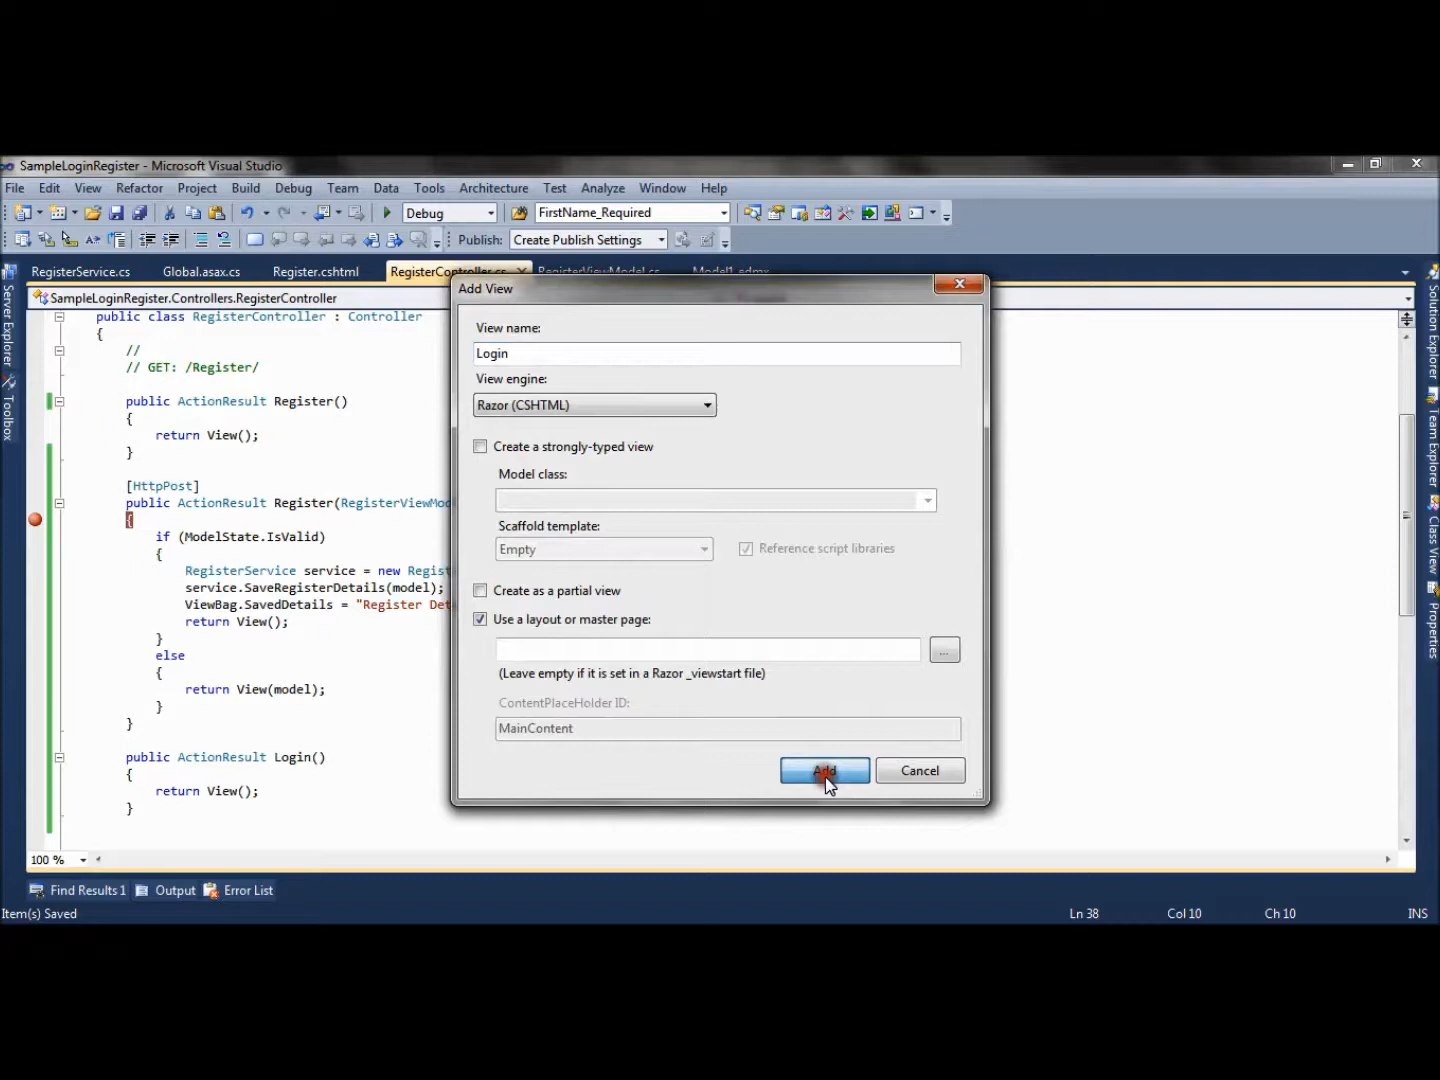 SampleLoginRegister - Microsoft Visual Studio
File Edit View Refactor Project Build Debug Team Data Tools Architecture Test Analyze Window Help
Debug FirstName_Required
Publish: Create Publish Settings
RegisterService.cs Global.asax.cs Register.cshtml RegisterController.cs RegisterViewModel.cs Model1.edmx
SampleLoginRegister.Controllers.RegisterController
public class RegisterController : Controller
{
//
// GET: /Register/
public ActionResult Register()
{
return View();
}
[HttpPost]
public ActionResult Register(RegisterViewMod
{
if (ModelState.IsValid)
{
RegisterService service = new Regist
service.SaveRegisterDetails(model);
ViewBag.SavedDetails = "Register Det
return View();
}
else
{
return View(model);
}
}
public ActionResult Login()
{
return View();
}
100 %
Add View
View name:
Login
View engine:
Razor (CSHTML)
Create a strongly-typed view
Model class:
Scaffold template:
Empty
Reference script libraries
Create as a partial view
Use a layout or master page:
...
(Leave empty if it is set in a Razor _viewstart file)
ContentPlaceHolder ID:
MainContent
Add Cancel
Server Explorer
Toolbox
Solution Explorer
Team Explorer
Class View
Properties
Find Results 1 Output Error List
Item(s) Saved Ln 38 Col 10 Ch 10 INS